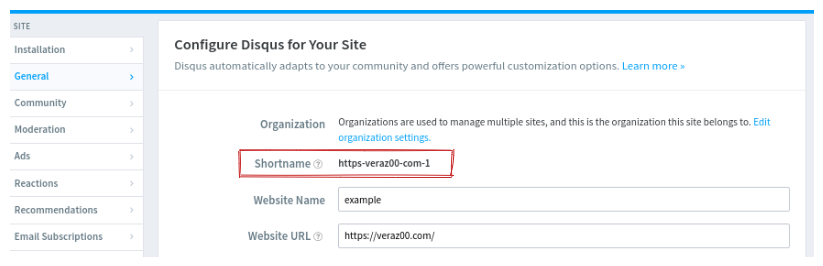 SITE
Installation
General
Community
Moderation
Ads
Reactions
Recommendations
Email Subscriptions
Configure Disqus for Your Site
Disqus automatically adapts to your community and offers powerful customization options. Learn more »
Organization
Organizations are used to manage multiple sites, and this is the organization this site belongs to. Edit
organization settings.
Shortname ? https-veraz00-com-1
Website Name example
Website URL ? https://veraz00.com/